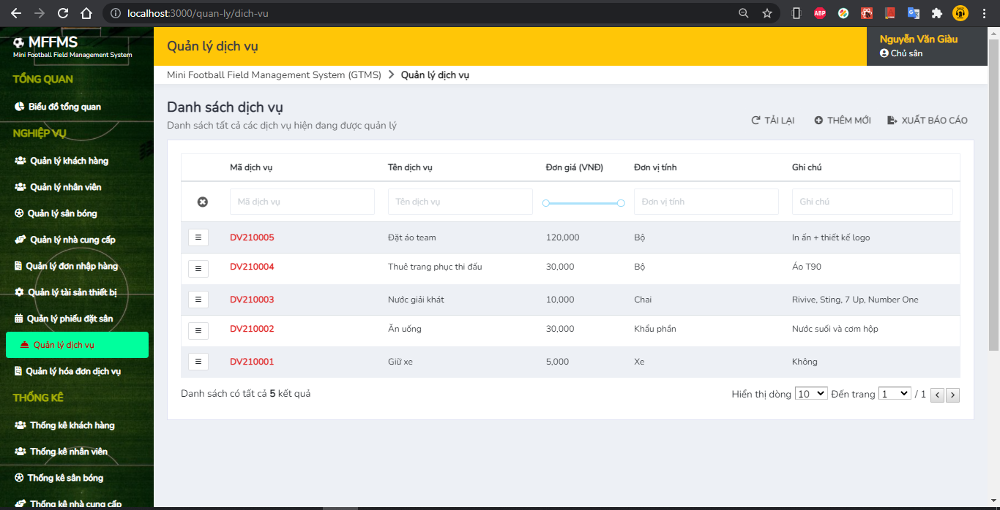 localhost:3000/quan-ly/dich-vu
ABP
MFFMS
Mini Football Field Management System
TỔNG QUAN
Biểu đồ tổng quan
NGHIỆP VỤ
Quản lý khách hàng
Quản lý nhân viên
Quản lý sân bóng
Quản lý nhà cung cấp
Quản lý đơn nhập hàng
Quản lý tài sản thiết bị
Quản lý phiếu đặt sân
Quản lý dịch vụ
Quản lý hóa đơn dịch vụ
THỐNG KÊ
Thống kê khách hàng
Thống kê nhân viên
Thống kê sân bóng
Thống kê nhà cung cấp
Quản lý dịch vụ
Nguyễn Văn Giàu
Chủ sân
Mini Football Field Management System (GTMS) Quản lý dịch vụ
Danh sách dịch vụ
Danh sách tất cả các dịch vụ hiện đang được quản lý
TẢI LẠI THÊM MỚI XUẤT BÁO CÁO
Mã dịch vụ Tên dịch vụ Đơn giá (VNĐ) Đơn vị tính Ghi chú
Mã dịch vụ Tên dịch vụ Đơn vị tính Ghi chú
DV210005 Đặt áo team 120,000 Bộ In ấn + thiết kế logo
DV210004 Thuê trang phục thi đấu 30,000 Bộ Áo T90
DV210003 Nước giải khát 10,000 Chai Rivive, Sting, 7 Up, Number One
DV210002 Ăn uống 30,000 Khẩu phần Nước suối và cơm hộp
DV210001 Giữ xe 5,000 Xe Không
Danh sách có tất cả 5 kết quả
Hiển thị dòng 10 Đến trang 1 / 1